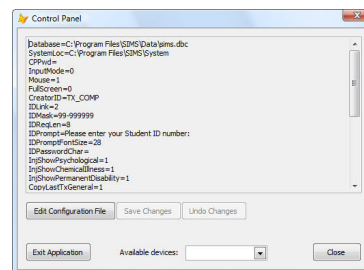 Control Panel
Database=C:\Program Files\SIMS\Data\sims.dbc
SystemLoc=C:\Program Files\SIMS\System
CPPwd=
InputMode=0
Mouse=1
FullScreen=0
CreatorID=TX_COMP
IDLink=2
IDMask=99-999999
IDReqLen=8
IDPrompt=Please enter your Student ID number:
IDPromptFontSize=28
IDPasswordChar=
InjShowPsychological=1
InjShowChemicalIllness=1
InjShowPermanentDisability=1
CopyLastTxGeneral=1
Edit Configuration File Save Changes Undo Changes
Exit Application Available devices: Close